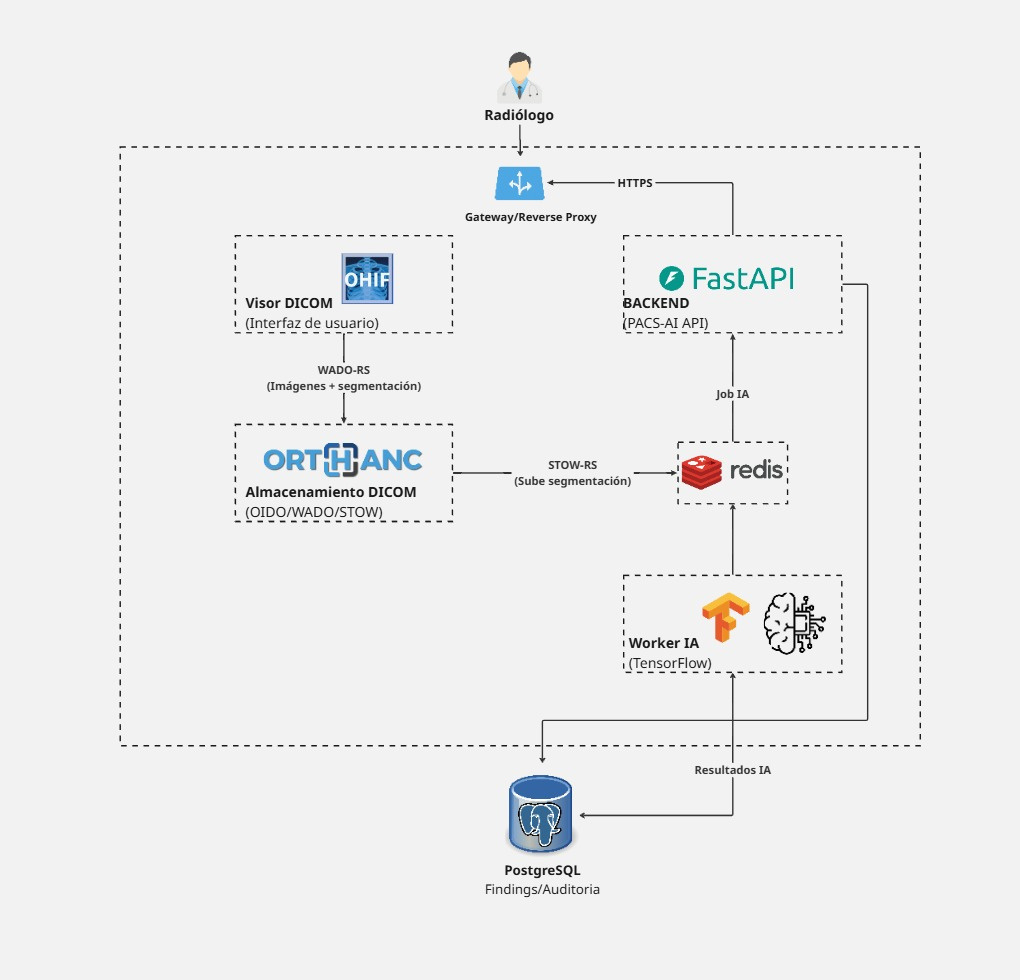 Radiólogo
HTTPS
Gateway/Reverse Proxy
OHIF
Visor DICOM
(Interfaz de usuario)
FastAPI
BACKEND
(PACS-AI API)
WADO-RS
(Imágenes + segmentación)
Job IA
ORTHANC
Almacenamiento DICOM
(OIDO/WADO/STOW)
STOW-RS
(Sube segmentación)
redis
Worker IA
(TensorFlow)
Resultados IA
PostgreSQL
Findings/Auditoria